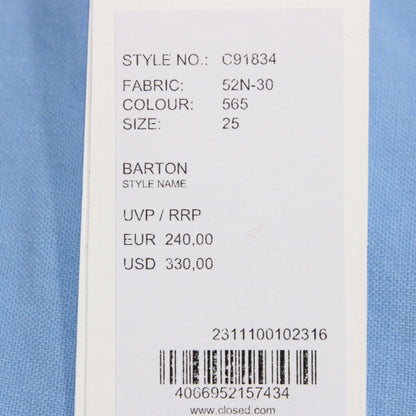 STYLE NO.: C91834
FABRIC: 52N-30
COLOUR: 565
SIZE: 25
BARTON
STYLE NAME
UVP / RRP
EUR 240,00
USD 330,00
2311100102316
4066952157434
www.closed.com